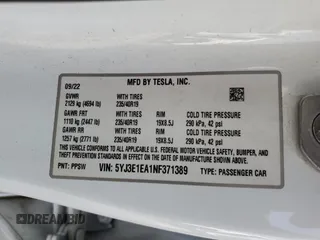 MFD BY TESLA, INC.
09/22
GVWR WITH TIRES
2129 kg (4694 lb) 235/40R19
GAWR FRT WITH TIRES RIM COLD TIRE PRESSURE
1110 kg (2447 lb) 235/40R19 19X8.5J 290 kPa, 42 psi
GAWR RR WITH TIRES RIM COLD TIRE PRESSURE
1257 kg (2771 lb) 235/40R19 19X8.5J 290 kPa, 42 psi
THIS VEHICLE CONFORMS TO ALL APPLICABLE U.S. FEDERAL
MOTOR VEHICLE SAFETY, BUMPER, AND THEFT PREVENTION
STANDARDS IN EFFECT ON THE DATE OF MANUFACTURE SHOWN ABOVE.
PNT: PPSW VIN: 5YJ3E1EA1NF371389 TYPE: PASSENGER CAR
AUTOBIDMASTER